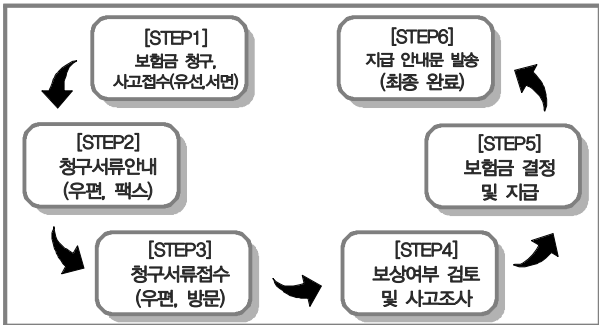 [STEP1]
보험금 청구,
사고접수(유선,서면)
[STEP2]
청구서류안내
(우편, 팩스)
[STEP3]
청구서류접수
(우편, 방문)
[STEP4]
보상여부 검토
및 사고조사
[STEP5]
보험금 결정
및 지급
[STEP6]
지급 안내문 발송
(최종 완료)